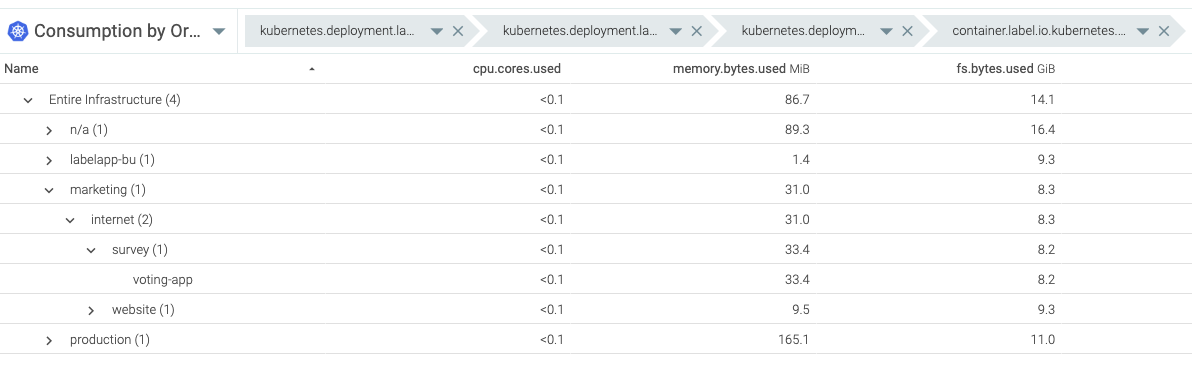 Consumption by Or... kubernetes.deployment.la... kubernetes.deployment.la... kubernetes.deploym... container.label.io.kubernetes....
Name cpu.cores.used memory.bytes.used MiB fs.bytes.used GiB
Entire Infrastructure (4) <0.1 86.7 14.1
n/a (1) <0.1 89.3 16.4
labelapp-bu (1) <0.1 1.4 9.3
marketing (1) <0.1 31.0 8.3
internet (2) <0.1 31.0 8.3
survey (1) <0.1 33.4 8.2
voting-app <0.1 33.4 8.2
website (1) <0.1 9.5 9.3
production (1) <0.1 165.1 11.0